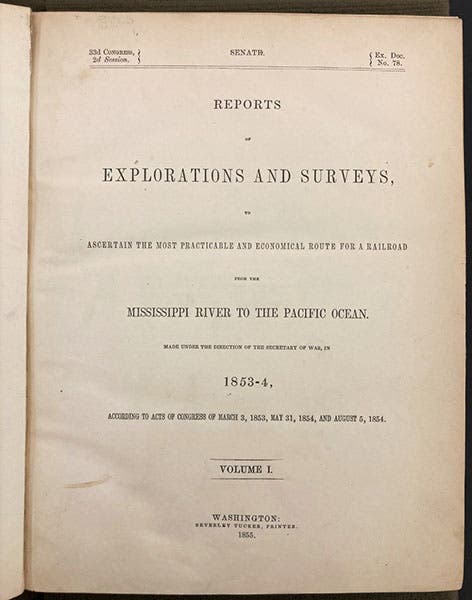 33d Congress, 2d Session.
SENATE.
Ex. Doc. No. 78.
REPORTS
OF
EXPLORATIONS AND SURVEYS,
TO
ASCERTAIN THE MOST PRACTICABLE AND ECONOMICAL ROUTE FOR A RAILROAD
FROM THE
MISSISSIPPI RIVER TO THE PACIFIC OCEAN.
MADE UNDER THE DIRECTION OF THE SECRETARY OF WAR, IN
1853-4,
ACCORDING TO ACTS OF CONGRESS OF MARCH 3, 1853, MAY 31, 1854, AND AUGUST 5, 1854.
VOLUME I.
WASHINGTON:
BEVERLEY TUCKER, PRINTER.
1855.